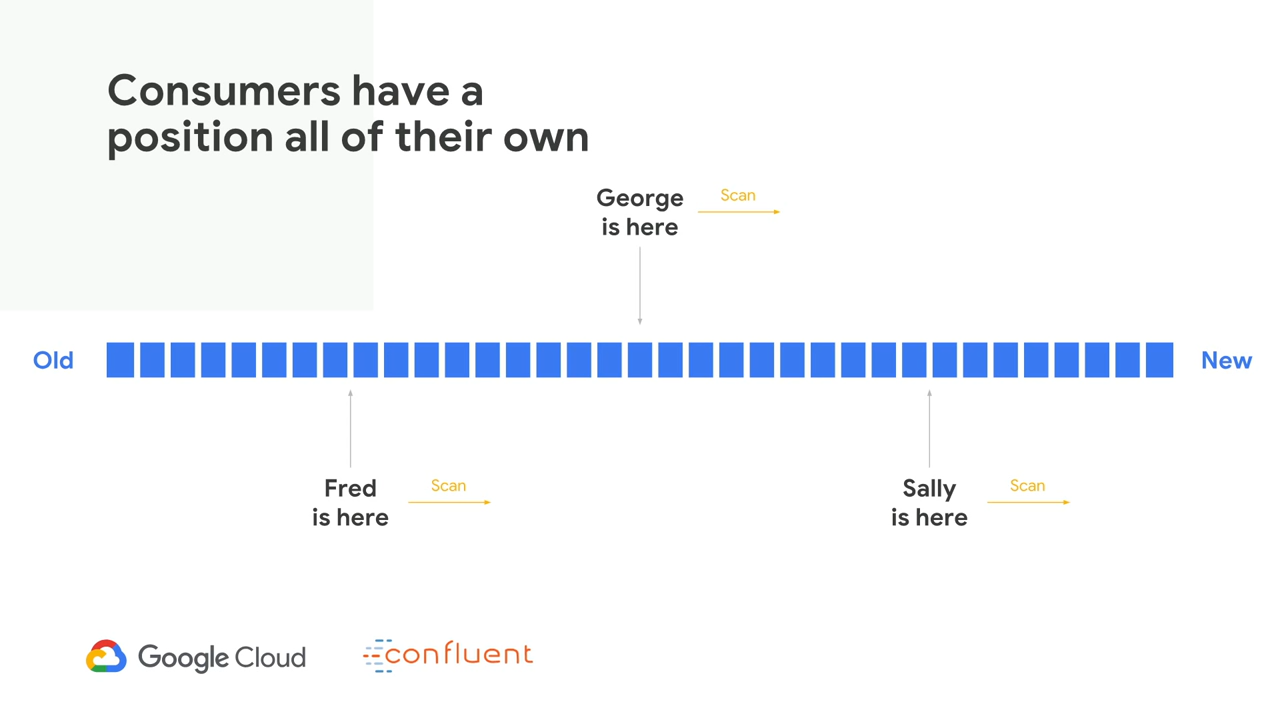 Consumers have a
position all of their own
George
is here
Scan
Old
New
Fred
is here
Scan
Sally
is here
Scan
Google Cloud
confluent